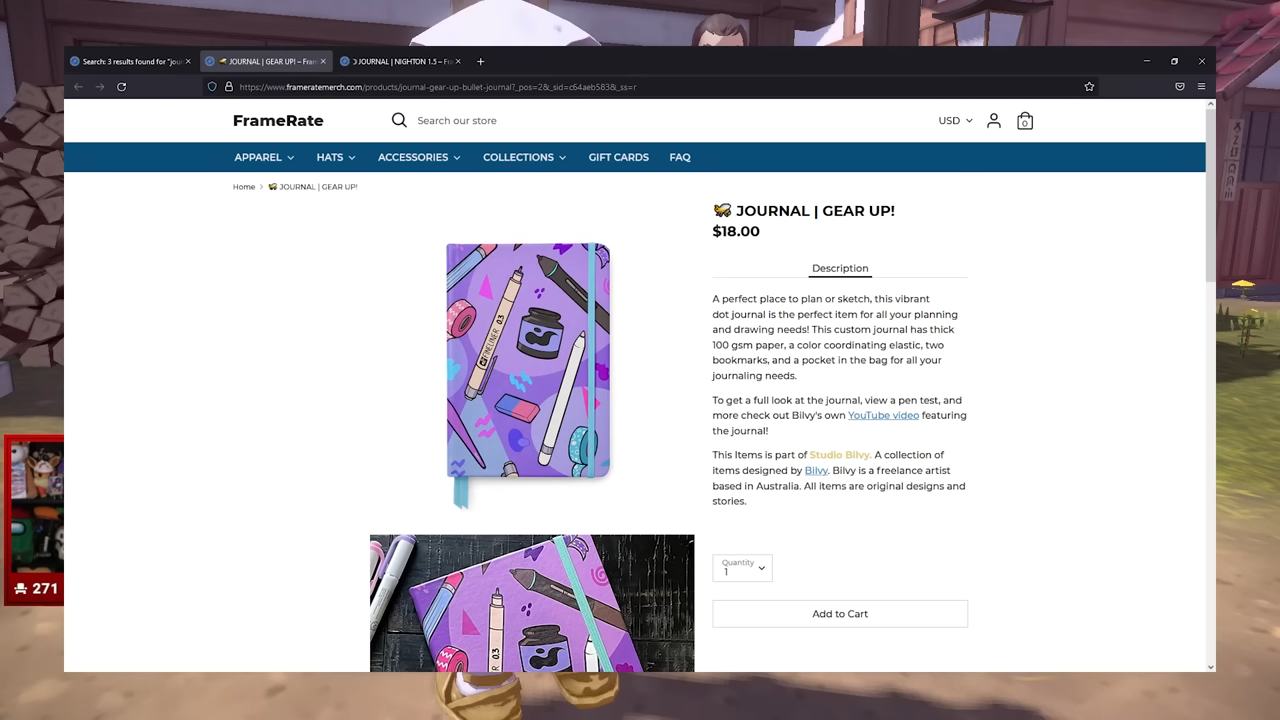 Search: 3 results found for "jour
JOURNAL | GEAR UP! – Fram
JOURNAL | NIGHTON 1.5 – Fra
https://www.frameratemerch.com/products/journal-gear-up-bullet-journal?_pos=2&_sid=c64aeb583&_ss=r
FrameRate
Search our store
USD
0
APPAREL
HATS
ACCESSORIES
COLLECTIONS
GIFT CARDS
FAQ
Home > JOURNAL | GEAR UP!
JOURNAL | GEAR UP!
$18.00
Description
A perfect place to plan or sketch, this vibrant
dot journal is the perfect item for all your planning
and drawing needs! This custom journal has thick
100 gsm paper, a color coordinating elastic, two
bookmarks, and a pocket in the bag for all your
journaling needs.
To get a full look at the journal, view a pen test, and
more check out Bilvy's own YouTube video featuring
the journal!
This Items is part of Studio Bilvy. A collection of
items designed by Bilvy. Bilvy is a freelance artist
based in Australia. All items are original designs and
stories.
Quantity
1
Add to Cart
FINELINER 0.3
R 0.3
271